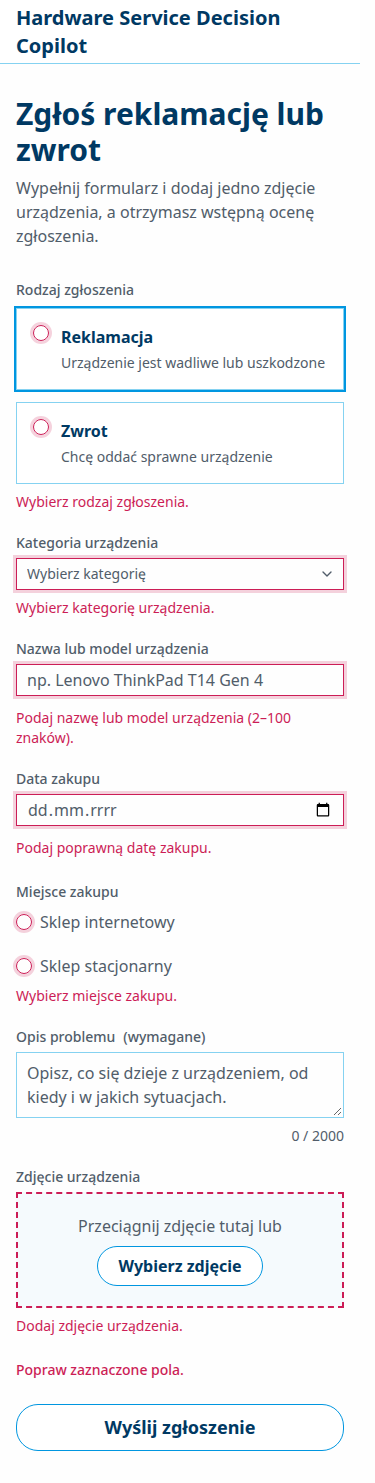 Hardware Service Decision
Copilot
Zgłoś reklamację lub
zwrot
Wypełnij formularz i dodaj jedno zdjęcie
urządzenia, a otrzymasz wstępną ocenę
zgłoszenia.
Rodzaj zgłoszenia
Reklamacja
Urządzenie jest wadliwe lub uszkodzone
Zwrot
Chcę oddać sprawne urządzenie
Wybierz rodzaj zgłoszenia.
Kategoria urządzenia
Wybierz kategorię
Wybierz kategorię urządzenia.
Nazwa lub model urządzenia
np. Lenovo ThinkPad T14 Gen 4
Podaj nazwę lub model urządzenia (2–100
znaków).
Data zakupu
dd.mm.rrrr
Podaj poprawną datę zakupu.
Miejsce zakupu
Sklep internetowy
Sklep stacjonarny
Wybierz miejsce zakupu.
Opis problemu (wymagane)
Opisz, co się dzieje z urządzeniem, od
kiedy i w jakich sytuacjach.
0 / 2000
Zdjęcie urządzenia
Przeciągnij zdjęcie tutaj lub
Wybierz zdjęcie
Dodaj zdjęcie urządzenia.
Popraw zaznaczone pola.
Wyślij zgłoszenie